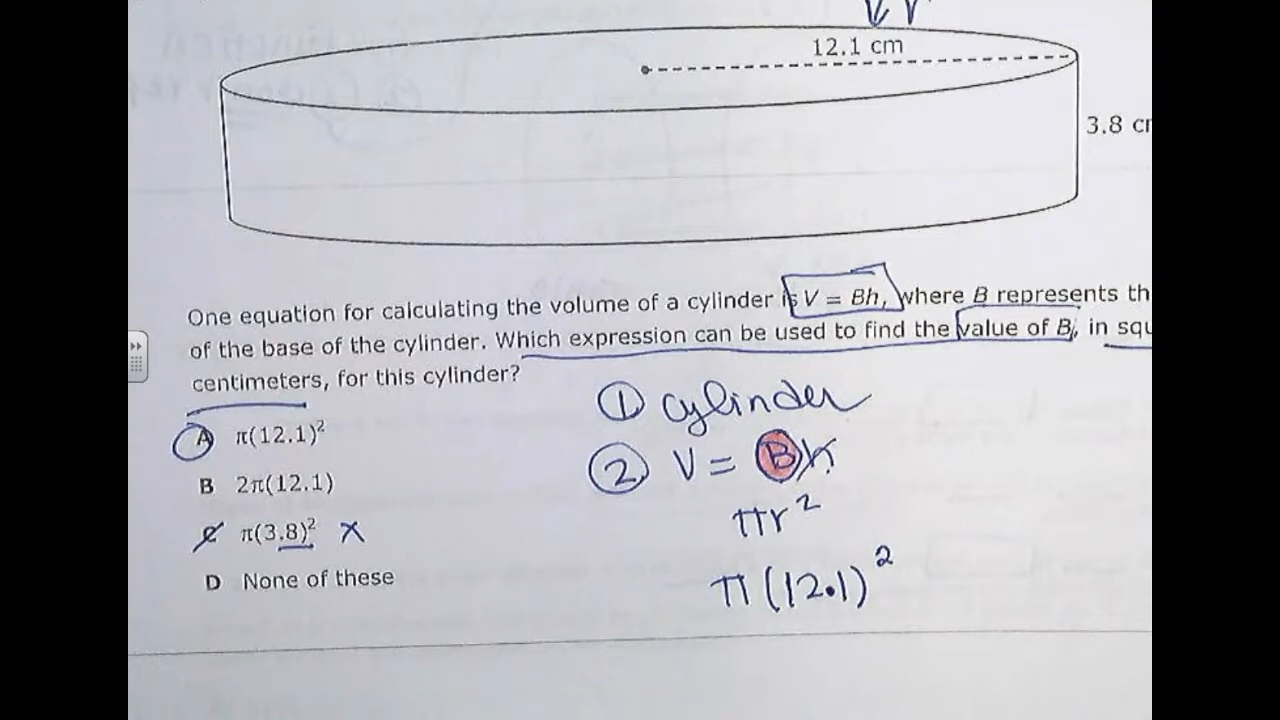 12.1 cm
3.8 cr
One equation for calculating the volume of a cylinder is V = Bh, where B represents th
of the base of the cylinder. Which expression can be used to find the value of B, in squ
centimeters, for this cylinder?
A π(12.1)²
B 2π(12.1)
C π(3.8)² X
D None of these
① cylinder
② V = Bh
πr²
π(12.1)²